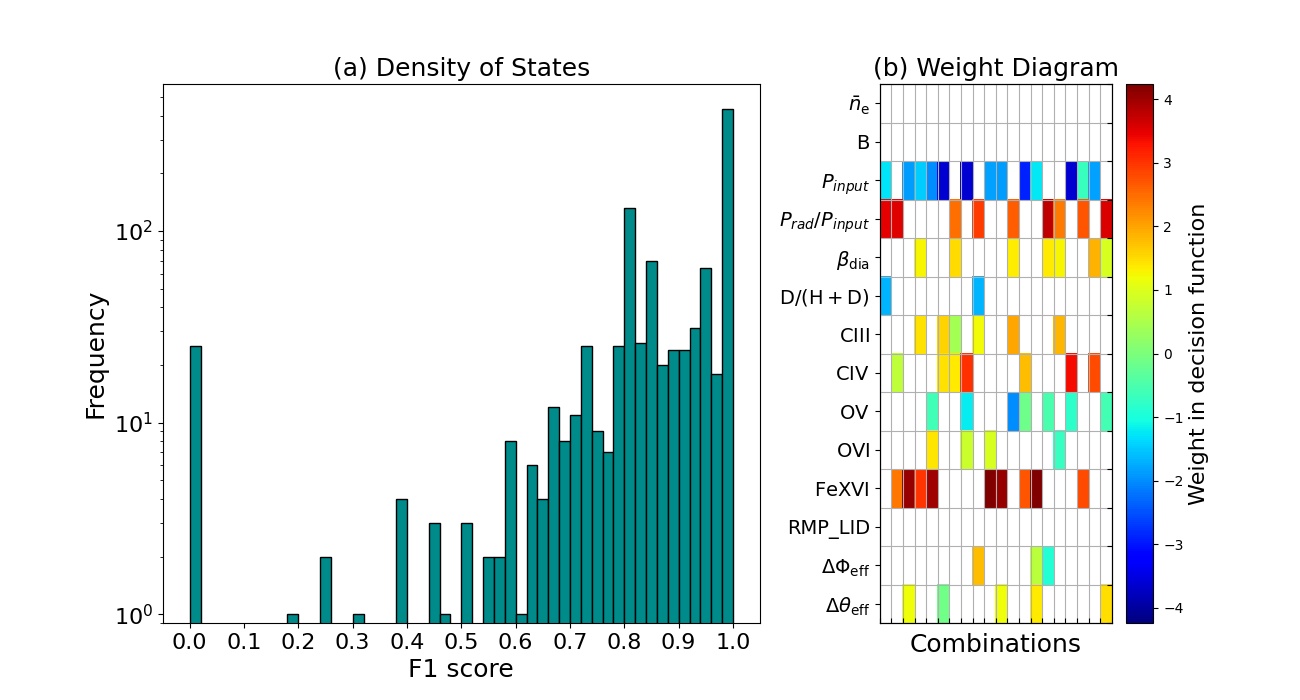 (a) Density of States
Frequency
10²
10¹
10⁰
0.0 0.1 0.2 0.3 0.4 0.5 0.6 0.7 0.8 0.9 1.0
F1 score
(b) Weight Diagram
n̄e
B
Pinput
Prad/Pinput
βdia
D/(H + D)
CIII
CIV
OV
OVI
FeXVI
RMP_LID
ΔΦeff
Δθeff
Combinations
4
3
2
1
0
−1
−2
−3
−4
Weight in decision function